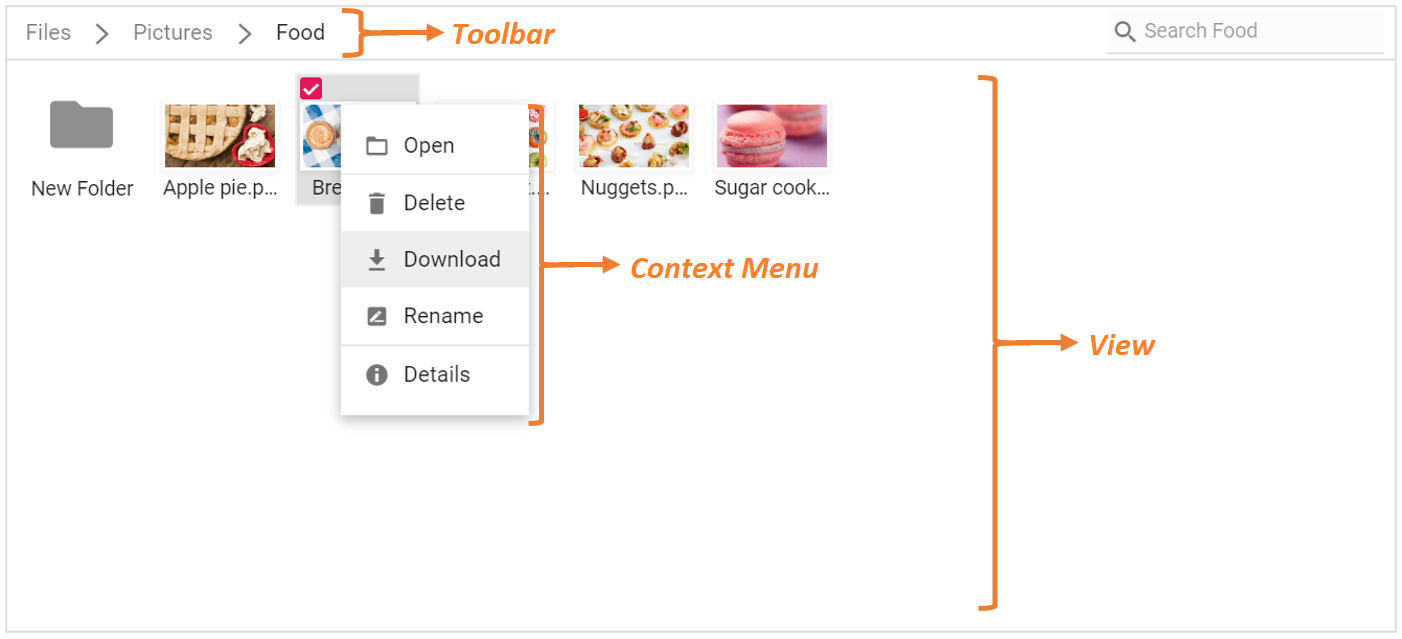 Files
Pictures
Food
Toolbar
Search Food
New Folder
Apple pie.p...
Bre
t...
Nuggets.p...
Sugar cook...
Open
Delete
Download
Rename
Details
Context Menu
View